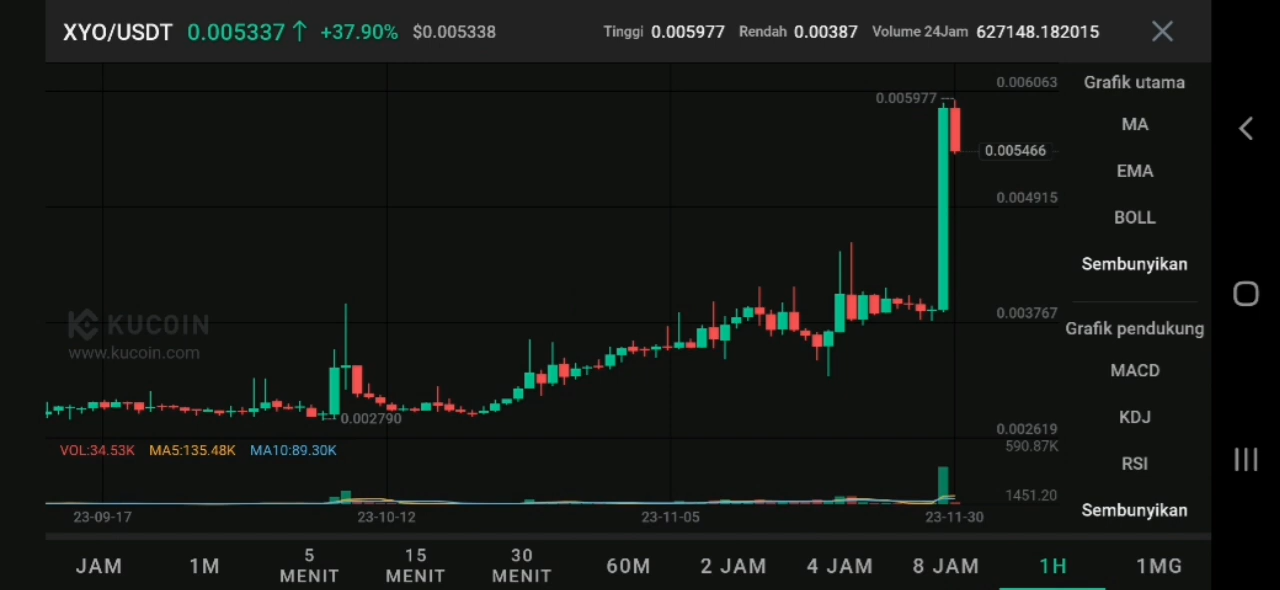 XYO/USDT 0.005337↑ +37.90% $0.005338 Tinggi 0.005977 Rendah 0.00387 Volume 24Jam 627148.182015
0.006063
0.005977
0.005466
0.004915
0.003767
0.002790
0.002619
KUCOIN
www.kucoin.com
VOL:34.53K MA5:135.48K MA10:89.30K
590.87K
1451.20
23-09-17 23-10-12 23-11-05 23-11-30
Grafik utama
MA
EMA
BOLL
Sembunyikan
Grafik pendukung
MACD
KDJ
RSI
Sembunyikan
JAM 1M 5 MENIT 15 MENIT 30 MENIT 60M 2 JAM 4 JAM 8 JAM 1H 1MG